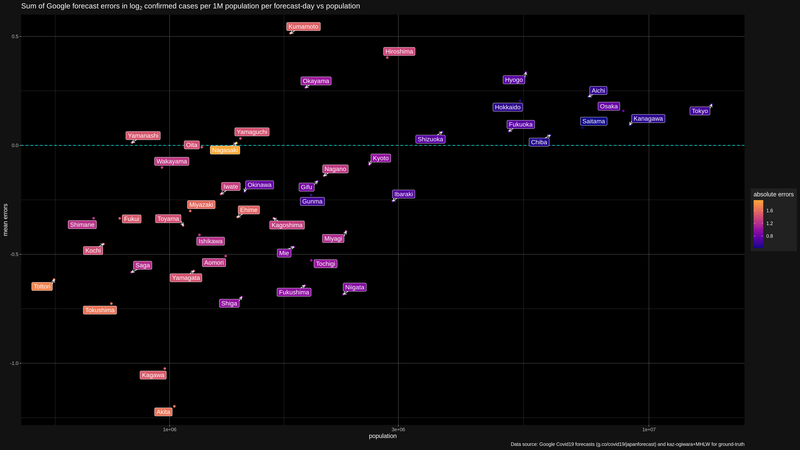 Sum of Google forecast errors in log2 confirmed cases per 1M population per forecast-day vs population
mean errors
0.5
0.0
-0.5
-1.0
Kumamoto
Hiroshima
Okayama
Hyogo
Aichi
Hokkaido
Osaka
Tokyo
Saitama
Kanagawa
Fukuoka
Yamanashi
Yamaguchi
Shizuoka
Chiba
Oita
Nagasaki
Wakayama
Kyoto
Nagano
Iwate
Okinawa
Gifu
Ibaraki
Gunma
Miyazaki
Ehime
Shimane
Fukui
Toyama
Kagoshima
Ishikawa
Miyagi
Kochi
Mie
Saga
Aomori
Tochigi
Yamagata
Tottori
Fukushima
Niigata
Tokushima
Shiga
Kagawa
Akita
absolute errors
1.6
1.2
0.8
1e+06
3e+06
1e+07
population
Data source: Google Covid19 forecasts (g.co/covid19/japanforecast) and kaz-ogiwara+MHLW for ground-truth